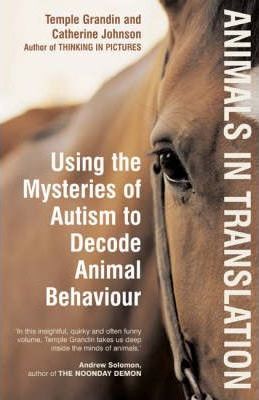 Temple Grandin and
Catherine Johnson
Author of THINKING IN PICTURES
ANIMALS IN TRANSLATION
Using the
Mysteries of
Autism to
Decode
Animal
Behaviour
'In this insightful, quirky and often funny
volume, Temple Grandin takes us deep
inside the minds of animals.'
Andrew Solomon,
author of THE NOONDAY DEMON